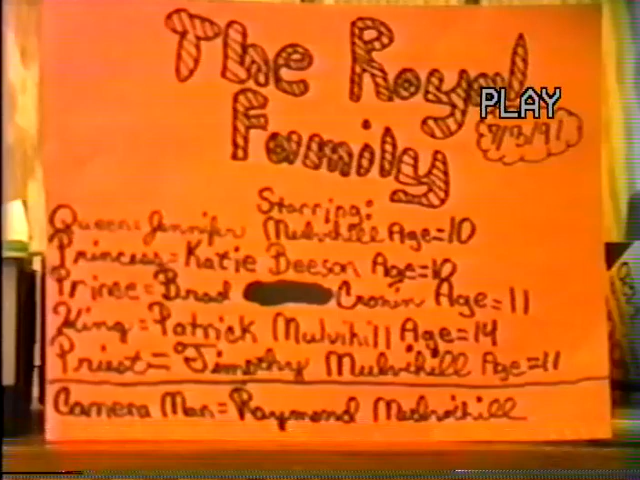 The Royal
PLAY
Family
9/3/91
Starring:
Queen=Jennifer Mulvihill Age=10
Princess=Katie Beeson Age=10
Prince=Brad Cronin Age=11
King=Patrick Mulvihill Age=14
Priest=Timothy Mulvihill Age=11
Camera Man=Raymond Mulvihill